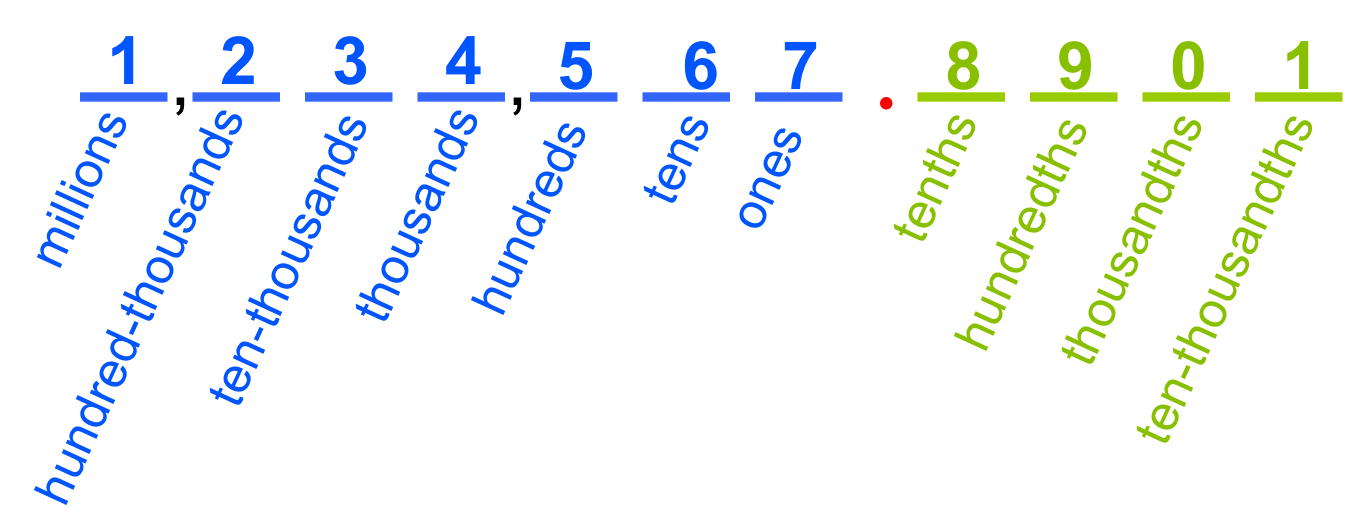 1,234,567.8901
millions
hundred-thousands
ten-thousands
thousands
hundreds
tens
ones
tenths
hundredths
thousandths
ten-thousandths